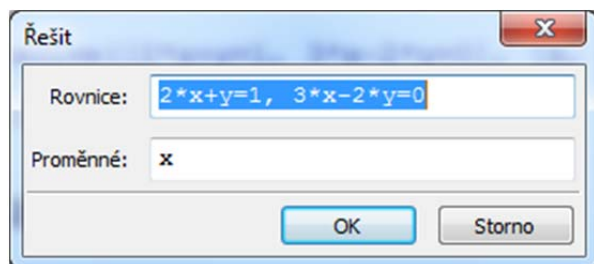 Řešit
Rovnice: 2*x+y=1, 3*x-2*y=0
Proměnné: x
OK Storno